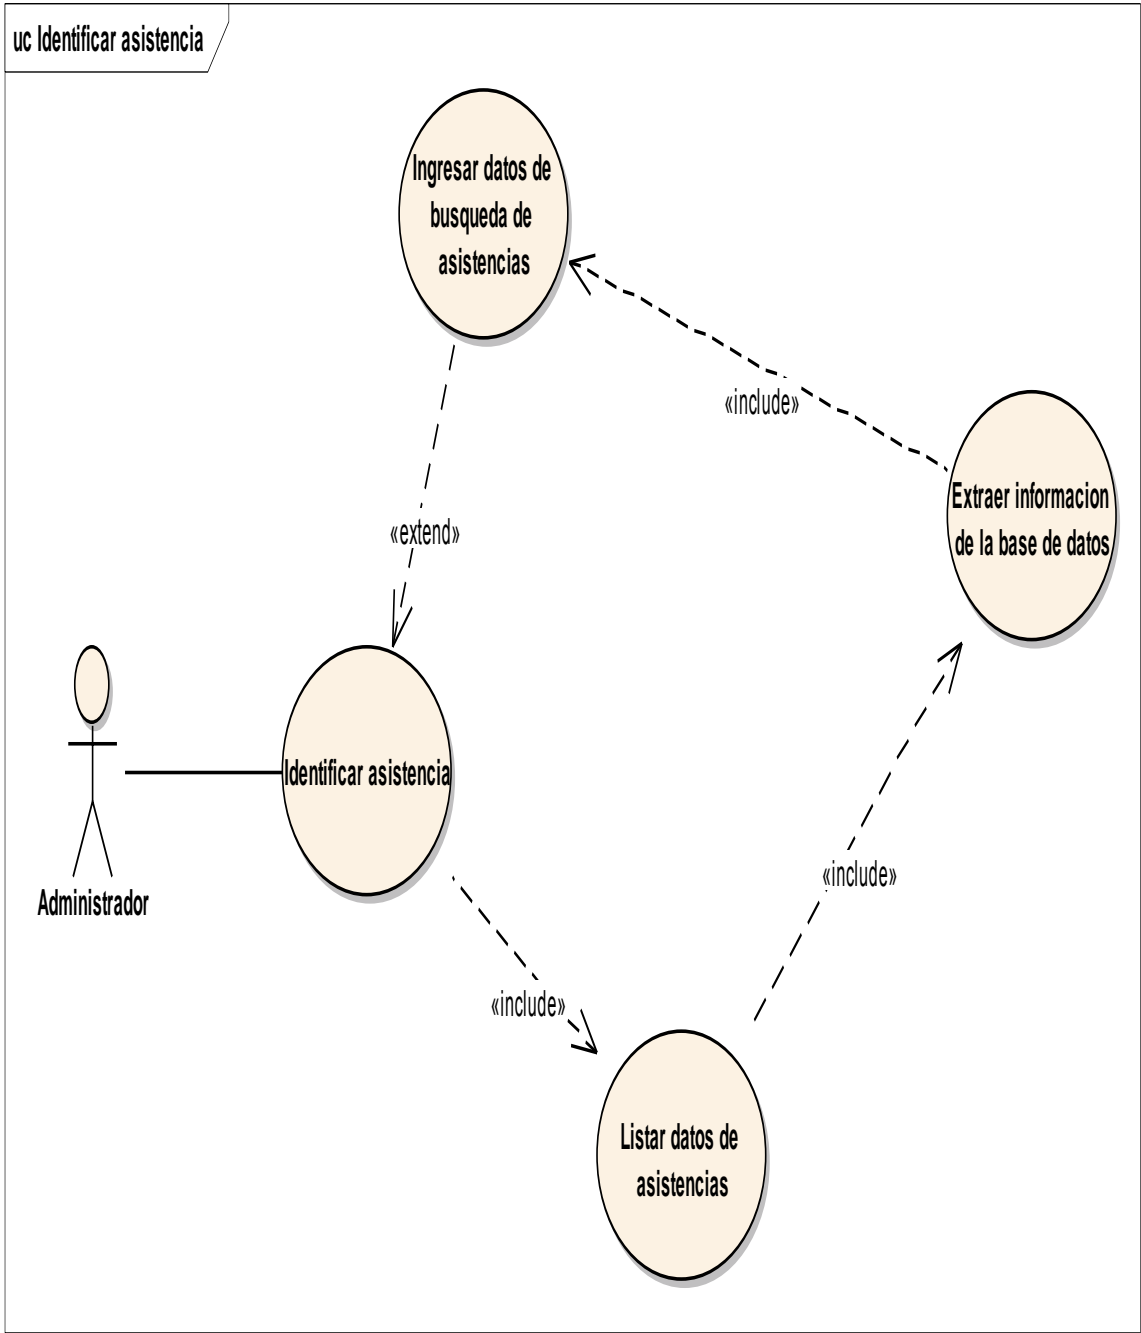 uc Identificar asistencia
Ingresar datos de
busqueda de
asistencias
«include»
Extraer informacion
de la base de datos
«extend»
Identificar asistencia
Administrador
«include»
«include»
Listar datos de
asistencias